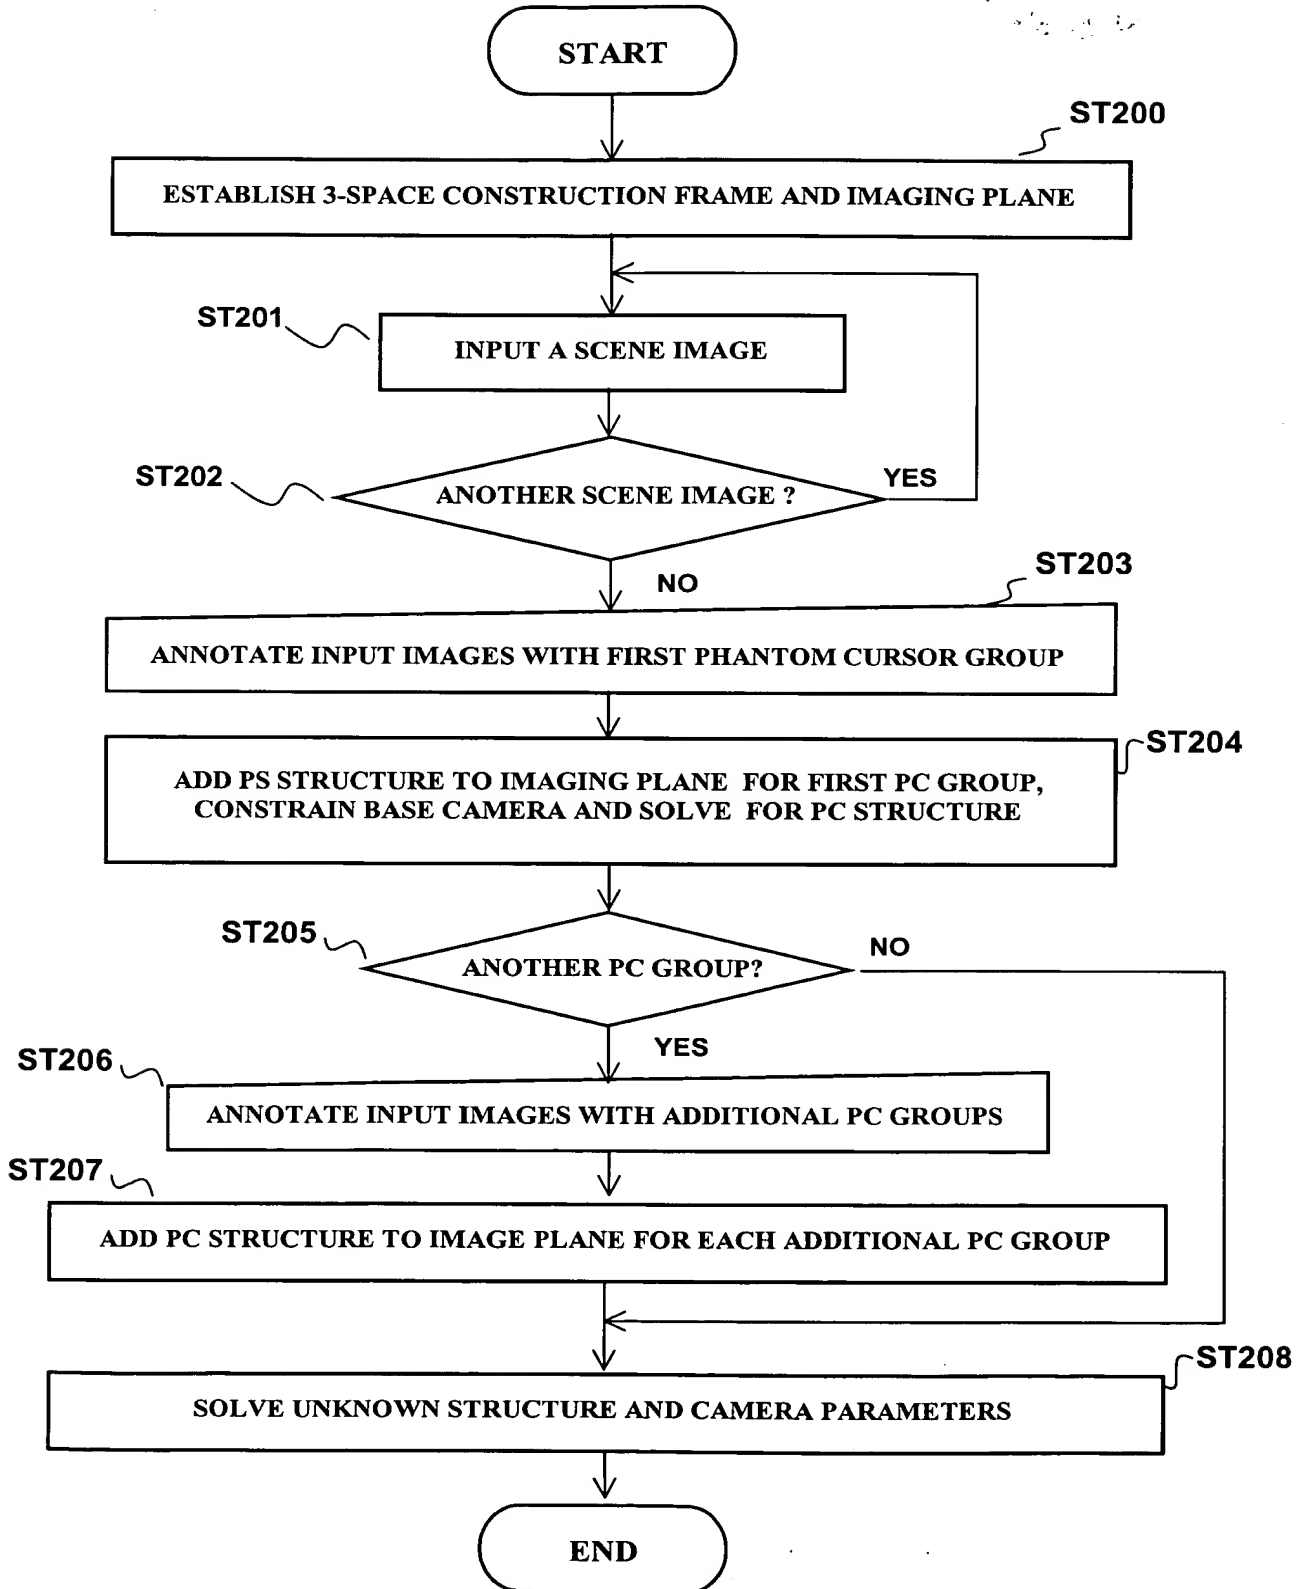 START
ST200
ESTABLISH 3-SPACE CONSTRUCTION FRAME AND IMAGING PLANE
ST201
INPUT A SCENE IMAGE
ST202
ANOTHER SCENE IMAGE ?
YES
NO
ST203
ANNOTATE INPUT IMAGES WITH FIRST PHANTOM CURSOR GROUP
ST204
ADD PS STRUCTURE TO IMAGING PLANE FOR FIRST PC GROUP,
CONSTRAIN BASE CAMERA AND SOLVE FOR PC STRUCTURE
ST205
ANOTHER PC GROUP?
NO
YES
ST206
ANNOTATE INPUT IMAGES WITH ADDITIONAL PC GROUPS
ST207
ADD PC STRUCTURE TO IMAGE PLANE FOR EACH ADDITIONAL PC GROUP
ST208
SOLVE UNKNOWN STRUCTURE AND CAMERA PARAMETERS
END